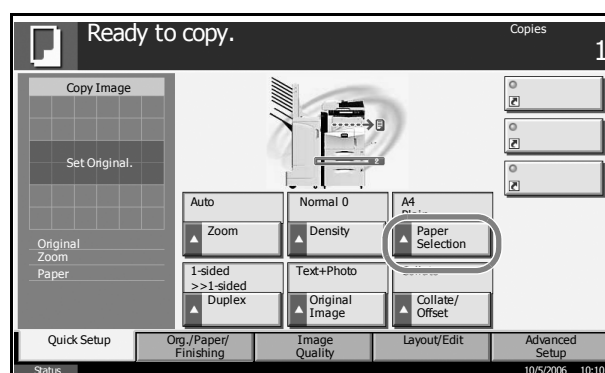 Ready to copy.
Copies
1
Copy Image
Set Original.
Original
Zoom
Paper
Auto
Zoom
Normal 0
Density
A4
Plain
Paper
Selection
1-sided
>>1-sided
Duplex
Text+Photo
Original
Image
Collate/
Offset
2
Quick Setup
Org./Paper/
Finishing
Image
Quality
Layout/Edit
Advanced
Setup
Status
10/5/2006 10:10